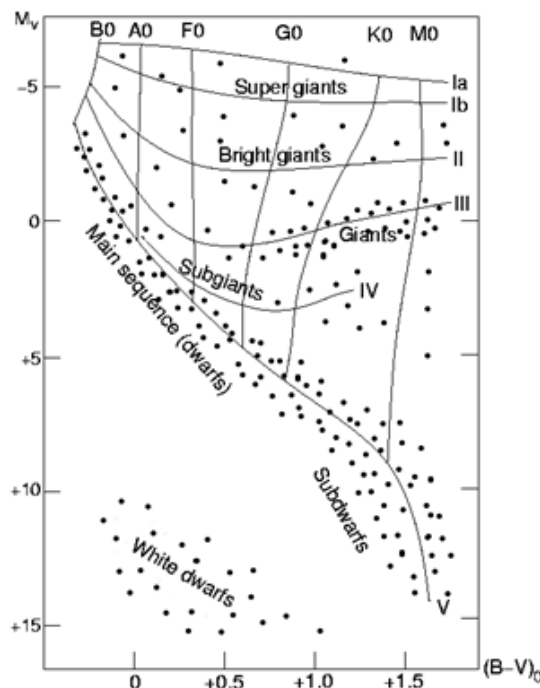 Mv
B0 A0 F0 G0 K0 M0
Ia
−5
Super giants
Ib
Bright giants
II
III
0
Giants
Subgiants
IV
Main sequence (dwarfs)
+5
Subdwarfs
+10
White dwarfs
V
+15
0 +0.5 +1.0 +1.5 (B−V)0